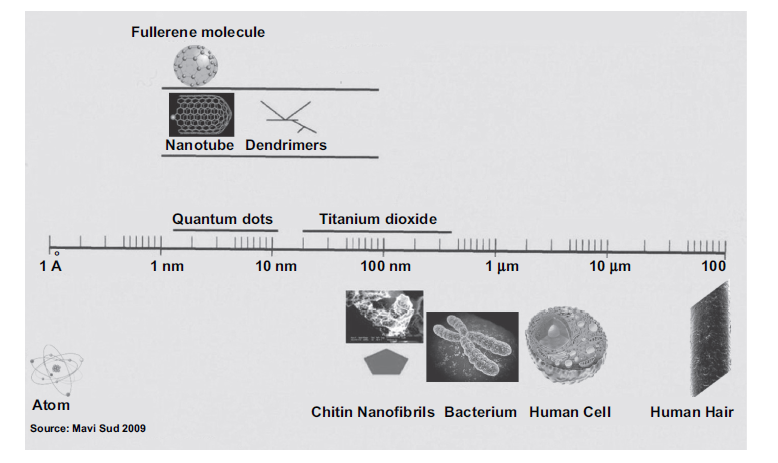 Fullerene molecule
Nanotube Dendrimers
Quantum dots Titanium dioxide
1 Å 1 nm 10 nm 100 nm 1 μm 10 μm 100
Chitin Nanofibrils Bacterium Human Cell Human Hair
Atom
Source: Mavi Sud 2009